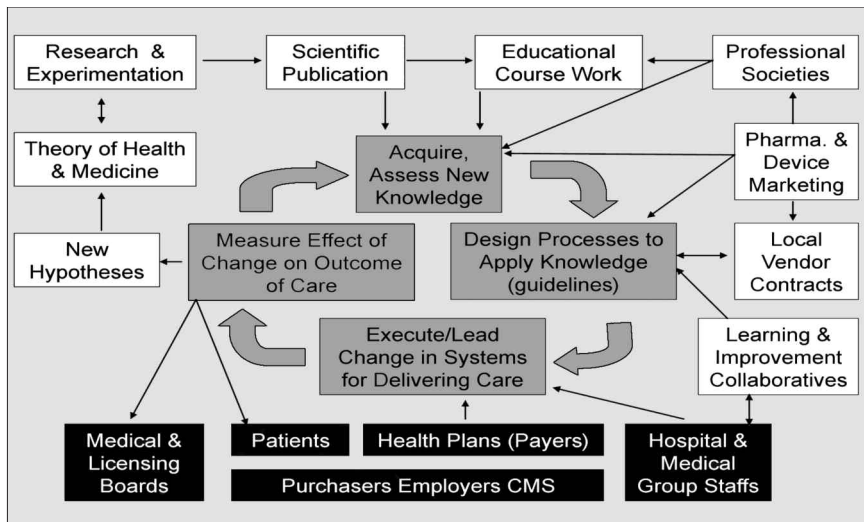 Research &
Experimentation
Scientific
Publication
Educational
Course Work
Professional
Societies
Theory of Health
& Medicine
Acquire,
Assess New
Knowledge
Pharma. &
Device
Marketing
New
Hypotheses
Measure Effect of
Change on Outcome
of Care
Design Processes to
Apply Knowledge
(guidelines)
Local
Vendor
Contracts
Execute/Lead
Change in Systems
for Delivering Care
Learning &
Improvement
Collaboratives
Medical &
Licensing
Boards
Patients
Health Plans (Payers)
Hospital &
Medical
Group Staffs
Purchasers Employers CMS